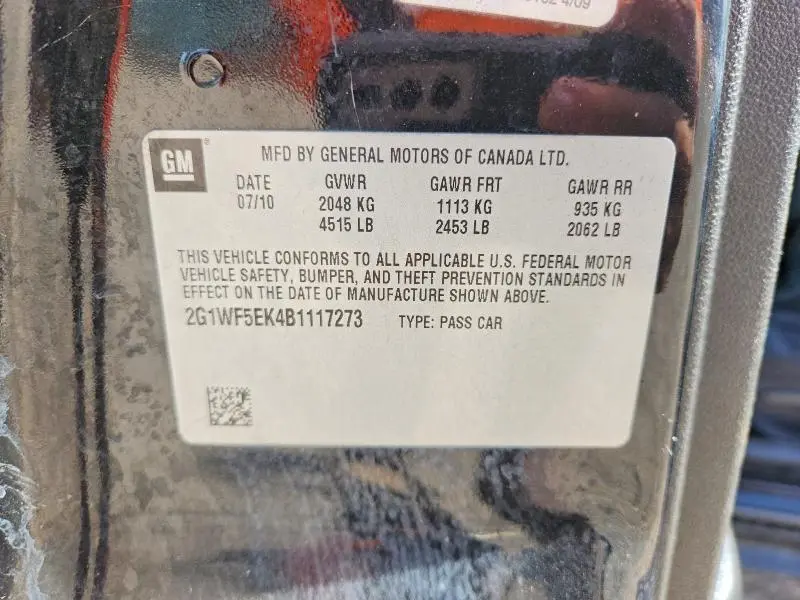 4/09
GM
®
MFD BY GENERAL MOTORS OF CANADA LTD.
DATE GVWR GAWR FRT GAWR RR
07/10 2048 KG 1113 KG 935 KG
4515 LB 2453 LB 2062 LB
THIS VEHICLE CONFORMS TO ALL APPLICABLE U.S. FEDERAL MOTOR
VEHICLE SAFETY, BUMPER, AND THEFT PREVENTION STANDARDS IN
EFFECT ON THE DATE OF MANUFACTURE SHOWN ABOVE.
2G1WF5EK4B1117273 TYPE: PASS CAR